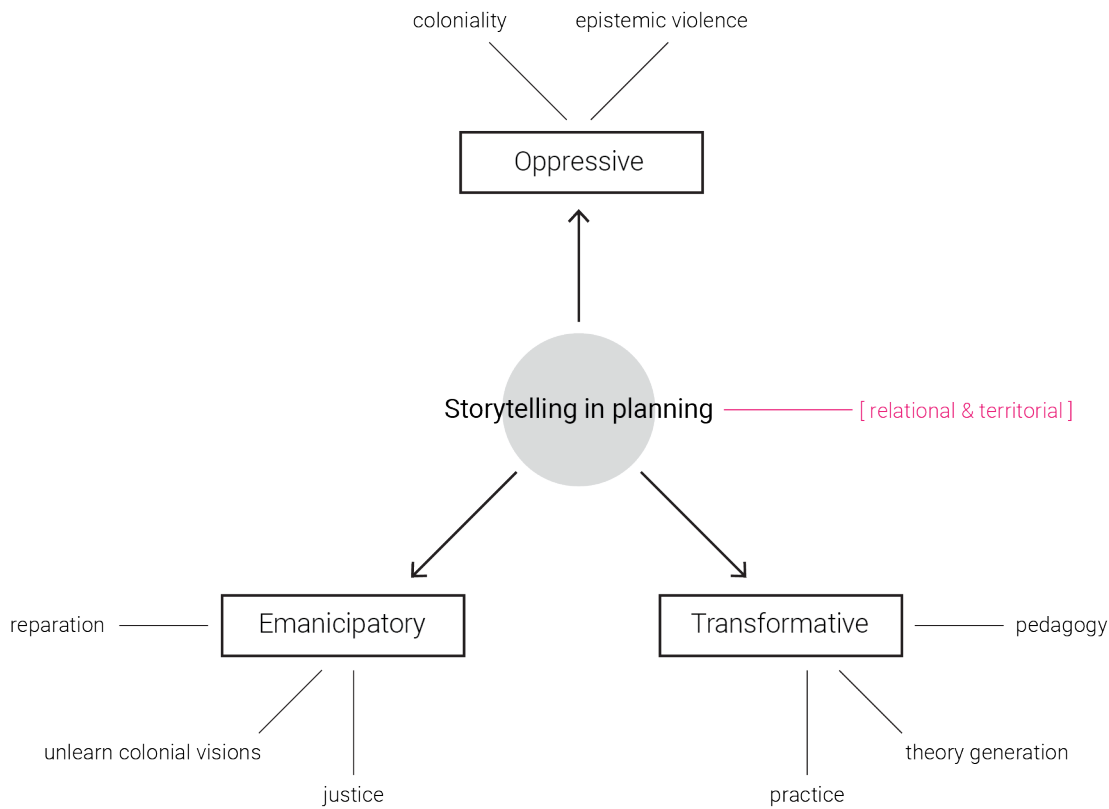 coloniality
epistemic violence
Oppressive
Storytelling in planning
[ relational & territorial ]
Emanicipatory
Transformative
reparation
pedagogy
unlearn colonial visions
theory generation
justice
practice